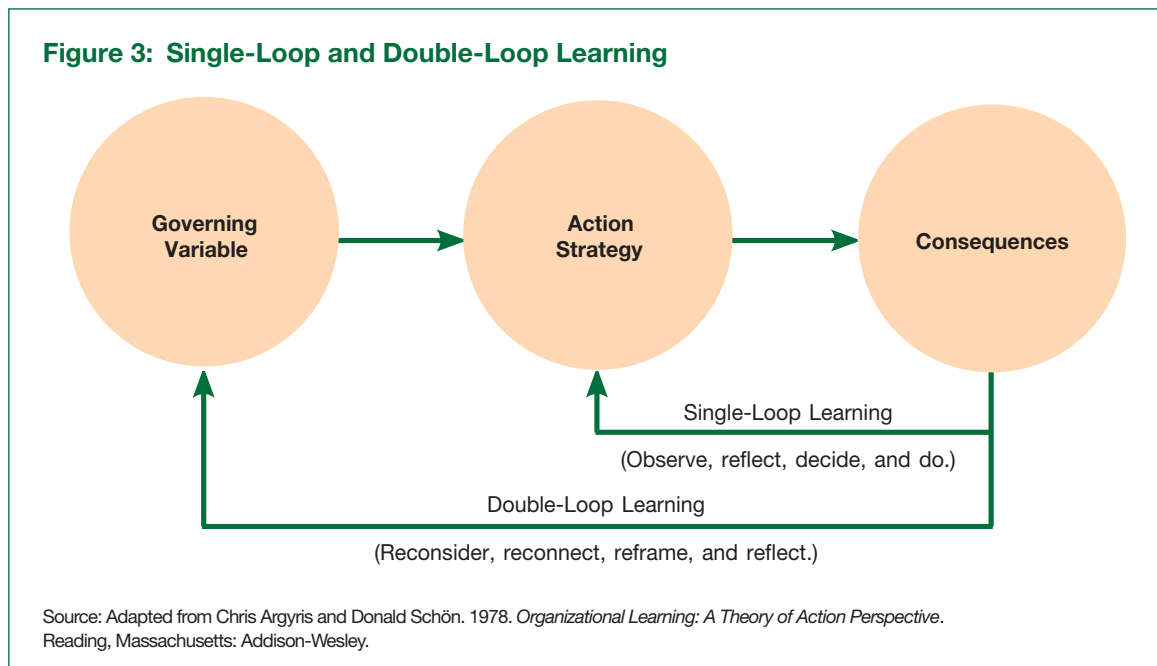 Figure 3: Single-Loop and Double-Loop Learning
Governing
Variable
Action
Strategy
Consequences
Single-Loop Learning
(Observe, reflect, decide, and do.)
Double-Loop Learning
(Reconsider, reconnect, reframe, and reflect.)
Source: Adapted from Chris Argyris and Donald Schön. 1978. Organizational Learning: A Theory of Action Perspective.
Reading, Massachusetts: Addison-Wesley.